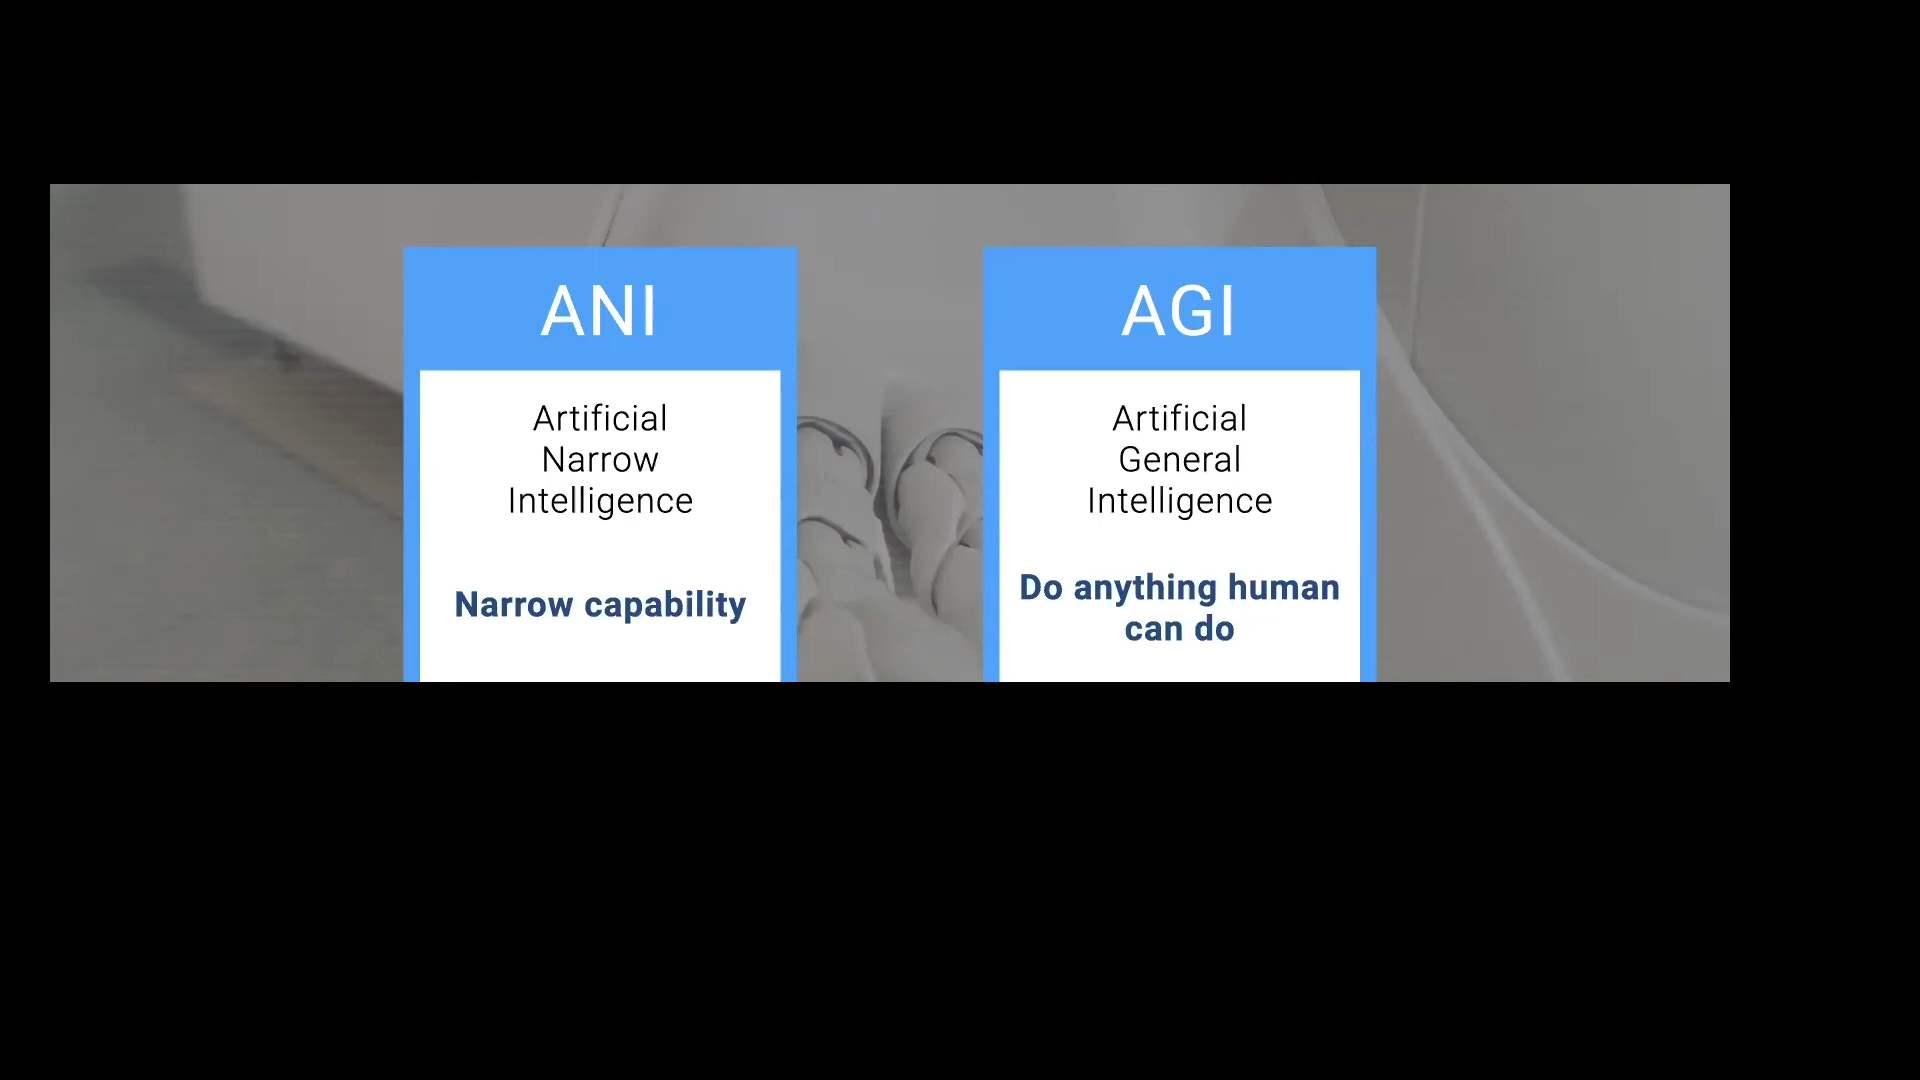 ANI
Artificial
Narrow
Intelligence
Narrow capability
AGI
Artificial
General
Intelligence
Do anything human
can do